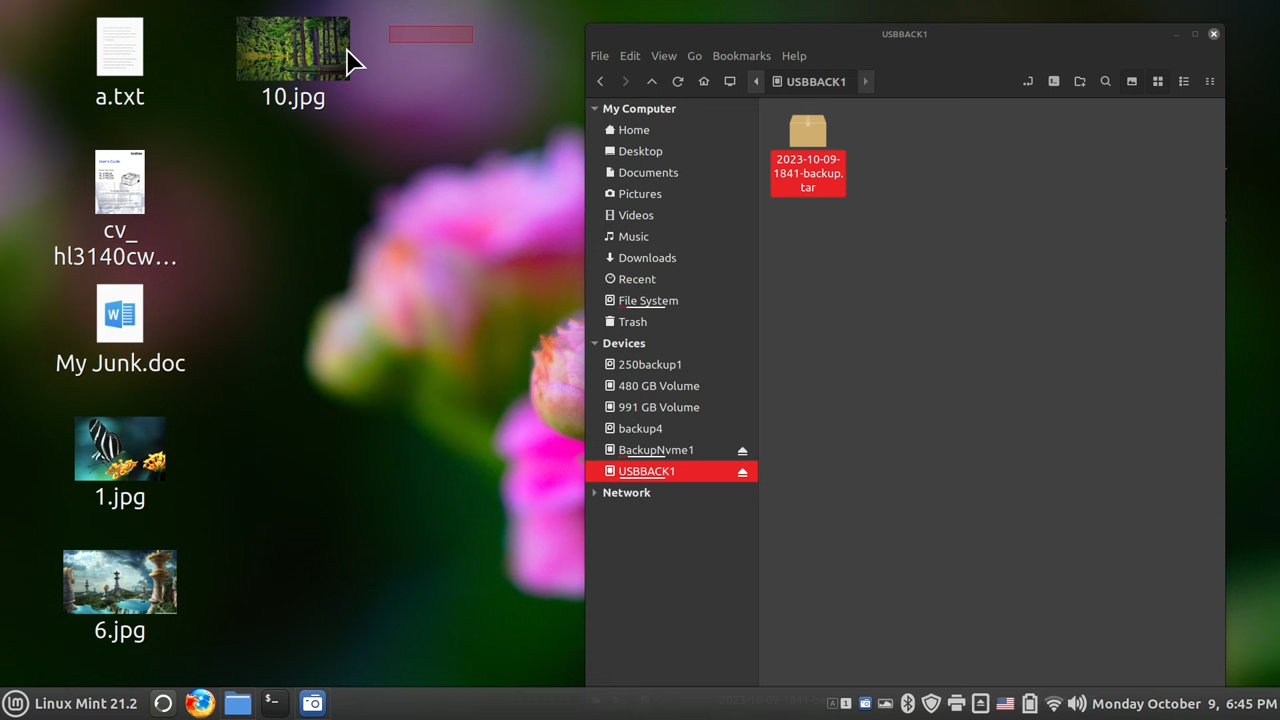 a.txt
10.jpg
cv_
hl3140cw...
My Junk.doc
1.jpg
6.jpg
USBBACK1
File Edit View Go Bookmarks Help
USBBACK1
My Computer
Home
Desktop
Documents
Pictures
Videos
Music
Downloads
Recent
File System
Trash
Devices
250backup1
480 GB Volume
991 GB Volume
backup4
BackupNvme1
USBBACK1
Network
2023-10-09-
1841-backup.
tar
Linux Mint 21.2
A 1
Monday October 9, 6:45 PM